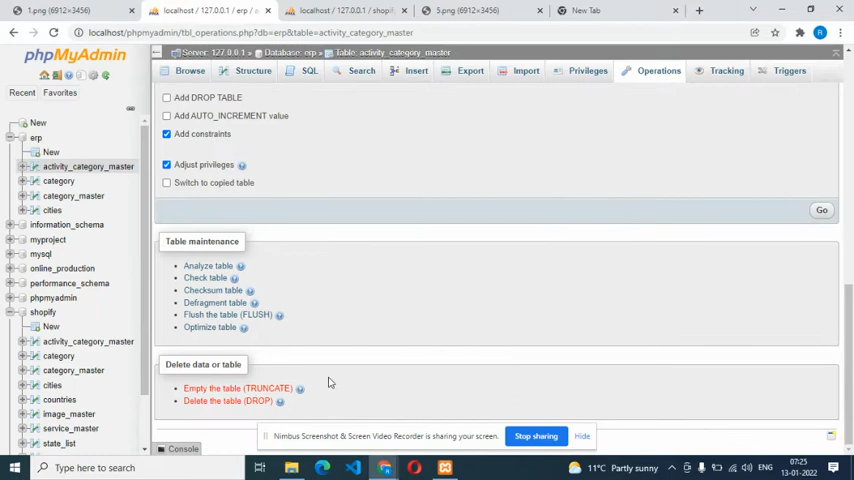 1.png (3456×3456)
localhost / 127.0.0.1 / erp / a
localhost / 127.0.0.1 / shopif
5.png (6912×3456)
New Tab
localhost/phpmyadmin/tbl_operations.php?db=erp&table=activity_category_master
phpMyAdmin
Recent Favorites
New
erp
New
activity_category_master
category
category_master
cities
information_schema
myproject
mysql
online_production
performance_schema
phpmyadmin
shopify
New
activity_category_master
category
category_master
cities
countries
image_master
service_master
state_list
Server: 127.0.0.1 » Database: erp » Table: activity_category_master
Browse Structure SQL Search Insert Export Import Privileges Operations Tracking Triggers
Add DROP TABLE
Add AUTO_INCREMENT value
Add constraints
Adjust privileges
Switch to copied table
Go
Table maintenance
Analyze table
Check table
Checksum table
Defragment table
Flush the table (FLUSH)
Optimize table
Delete data or table
Empty the table (TRUNCATE)
Delete the table (DROP)
Console
Nimbus Screenshot & Screen Video Recorder is sharing your screen. Stop sharing Hide
Type here to search
11°C Partly sunny
ENG
07:25
13-01-2022